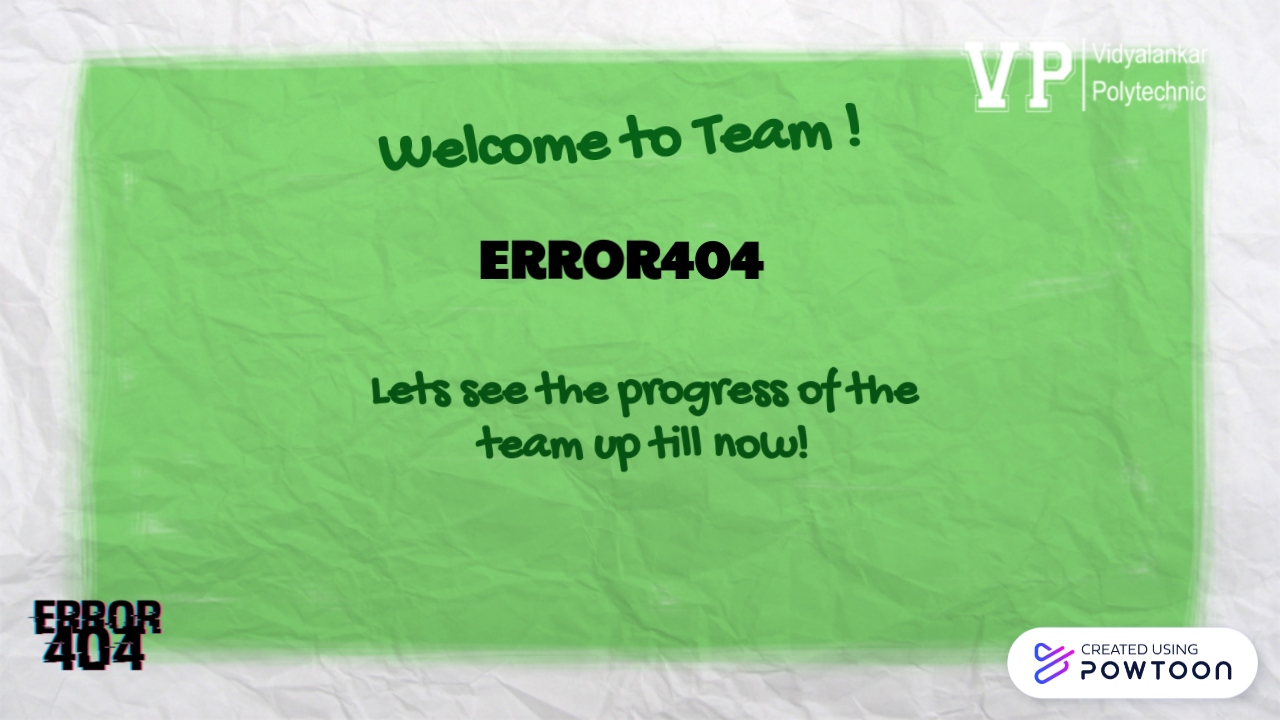 VP
Vidyalankar
Polytechnic
Welcome to Team !
ERROR404
Lets see the progress of the
team up till now!
ERROR
404
CREATED USING
POWTOON